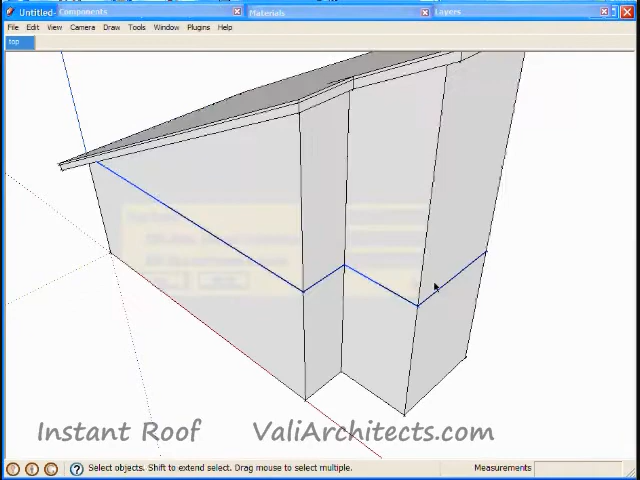 Untitled- Components Materials Layers
File Edit View Camera Draw Tools Window Plugins Help
top
Instant Roof ValiArchitects.com
Select objects. Shift to extend select. Drag mouse to select multiple. Measurements